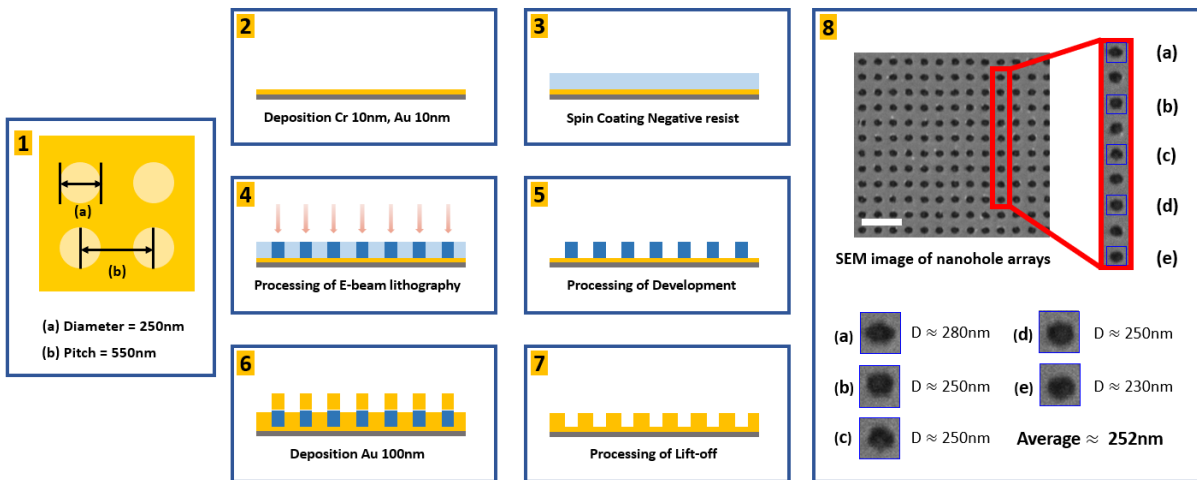 1
(a)
(b)
(a) Diameter = 250nm
(b) Pitch = 550nm
2
Deposition Cr 10nm, Au 10nm
3
Spin Coating Negative resist
4
Processing of E-beam lithography
5
Processing of Development
6
Deposition Au 100nm
7
Processing of Lift-off
8
(a)
(b)
(c)
(d)
(e)
SEM image of nanohole arrays
(a) D ≈ 280nm
(b) D ≈ 250nm
(c) D ≈ 250nm
(d) D ≈ 250nm
(e) D ≈ 230nm
Average ≈ 252nm